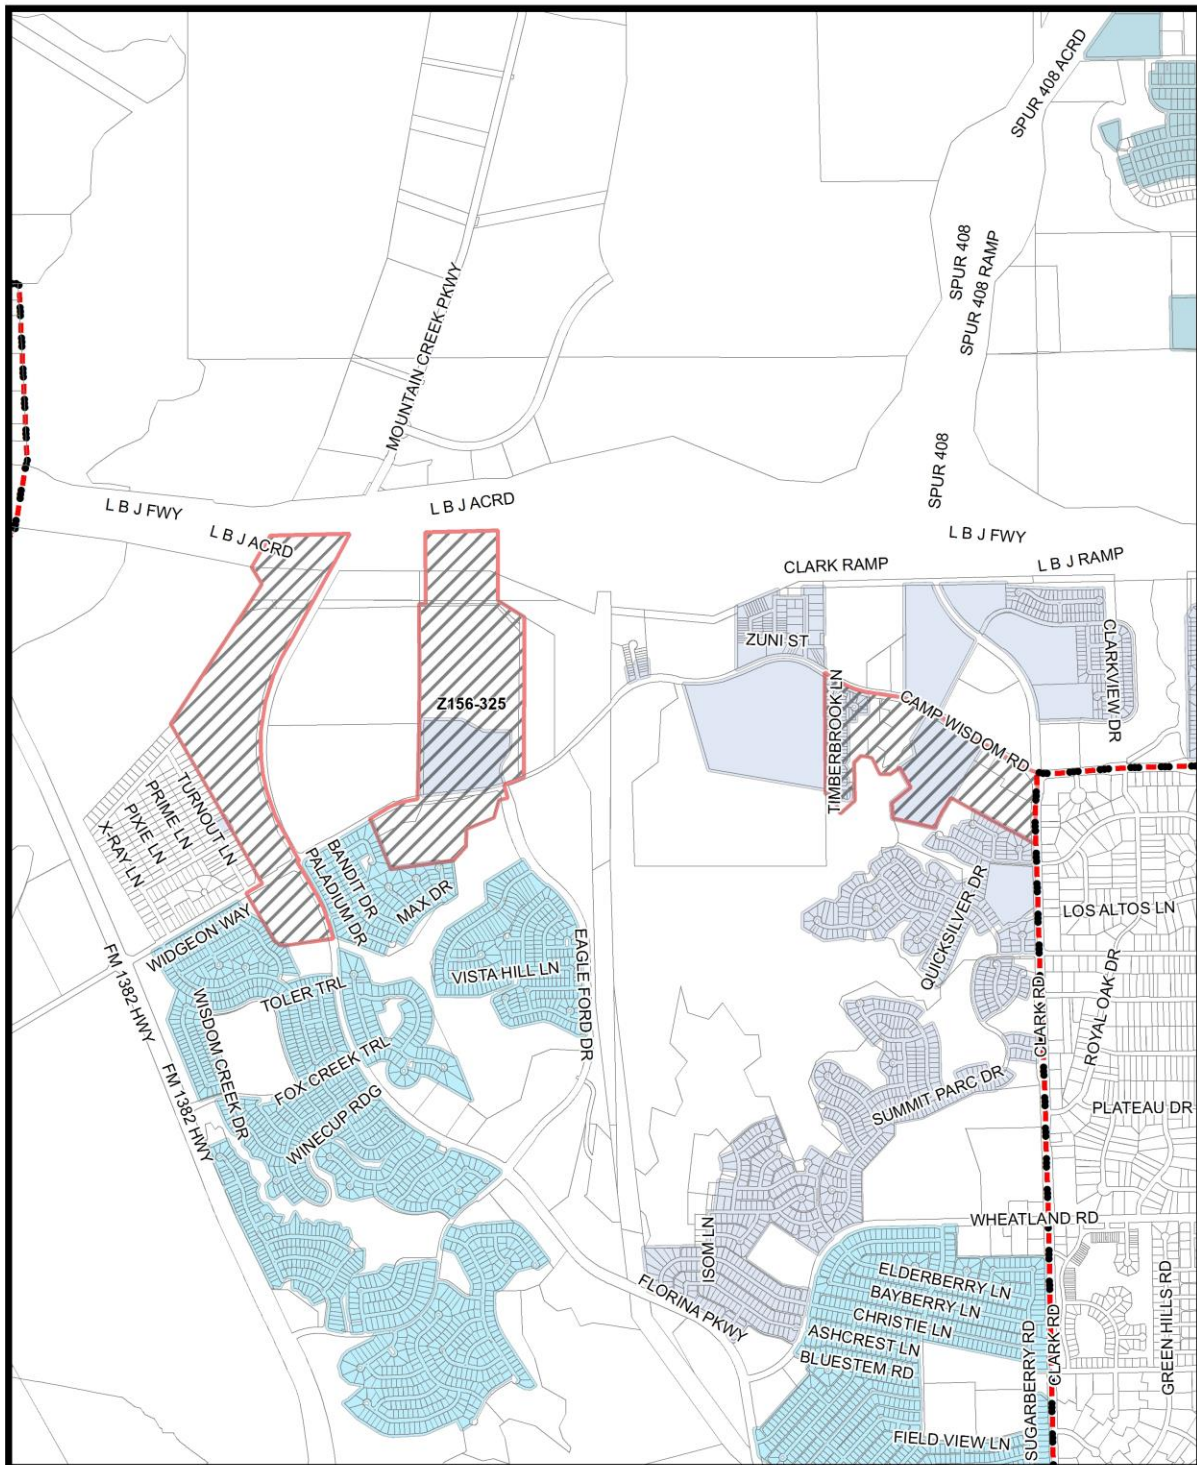 SPUR 408 ACRD
SPUR 408
SPUR 408 RAMP
MOUNTAIN CREEK PKWY
SPUR 408
L B J FWY
L B J ACRD
L B J ACRD
L B J FWY
L B J RAMP
CLARK RAMP
ZUNI ST
CLARKVIEW DR
TIMBERBROOK LN
CAMP WISDOM RD
Z156-325
TURNOUT LN
PRIME LN
PIXIE LN
X-RAY LN
BANDIT DR
PALADIUM DR
MAX DR
WIDGEON WAY
FM 1382 HWY
VISTA HILL LN
EAGLE FORD DR
QUICKSILVER DR
LOS ALTOS LN
ROYAL OAK DR
CLARK RD
TOLER TRL
WISDOM CREEK DR
FOX CREEK TRL
WINECUP RDG
FM 1382 HWY
SUMMIT PARC DR
PLATEAU DR
WHEATLAND RD
ISOM LN
FLORINA PKWY
ELDERBERRY LN
BAYBERRY LN
CHRISTIE LN
ASHCREST LN
BLUESTEM RD
SUGARBERRY RD
CLARK RD
GREEN HILLS RD
FIELD VIEW LN